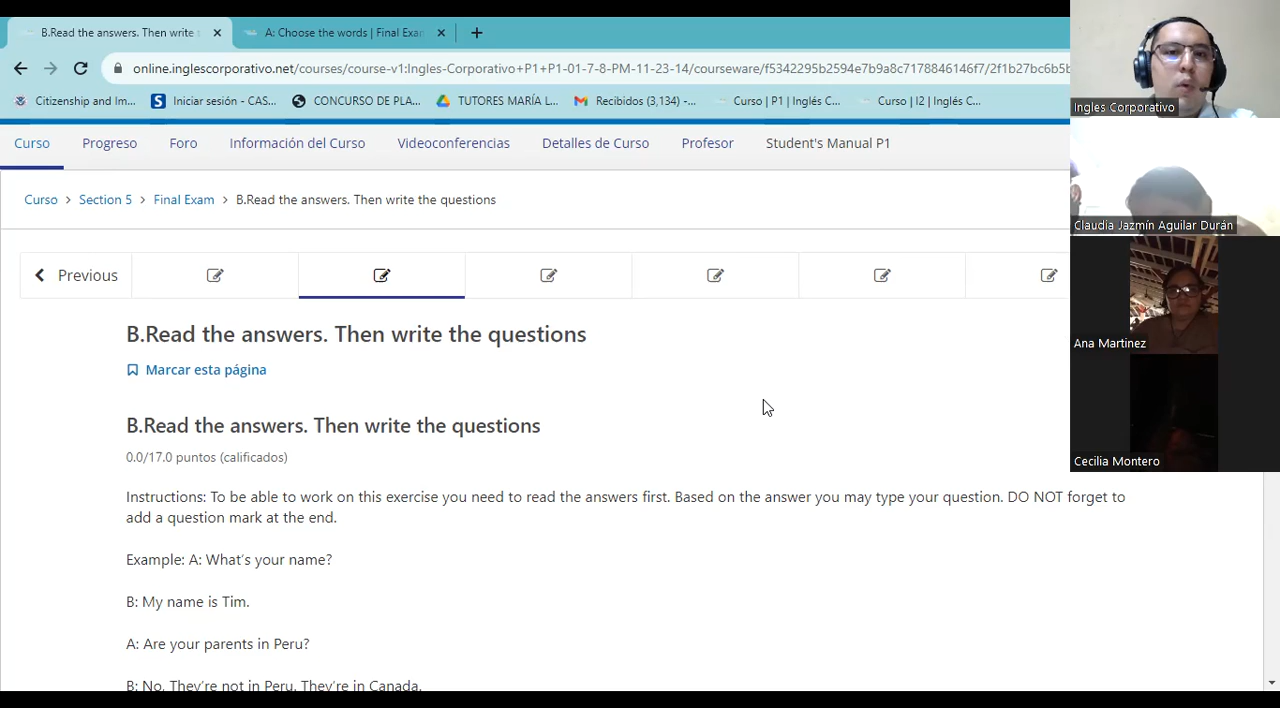 B.Read the answers. Then write s
A: Choose the words | Final Exar
online.inglescorporativo.net/courses/course-v1:Ingles-Corporativo+P1+P1-01-7-8-PM-11-23-14/courseware/f5342295b2594e7b9a8c7178846146f7/2f1b27bc6b5b
Citizenship and Im...
Iniciar sesión - CAS...
CONCURSO DE PLA...
TUTORES MARÍA L...
Recibidos (3,134) -...
Curso | P1 | Inglés C...
Curso | I2 | Inglés C...
Curso
Progreso
Foro
Información del Curso
Videoconferencias
Detalles de Curso
Profesor
Student's Manual P1
Curso > Section 5 > Final Exam > B.Read the answers. Then write the questions
Previous
B.Read the answers. Then write the questions
Marcar esta página
B.Read the answers. Then write the questions
0.0/17.0 puntos (calificados)
Instructions: To be able to work on this exercise you need to read the answers first. Based on the answer you may type your question. DO NOT forget to
add a question mark at the end.
Example: A: What's your name?
B: My name is Tim.
A: Are your parents in Peru?
B: No. They're not in Peru. They're in Canada.
Ingles Corporativo
Claudia Jazmín Aguilar Durán
Ana Martinez
Cecilia Montero